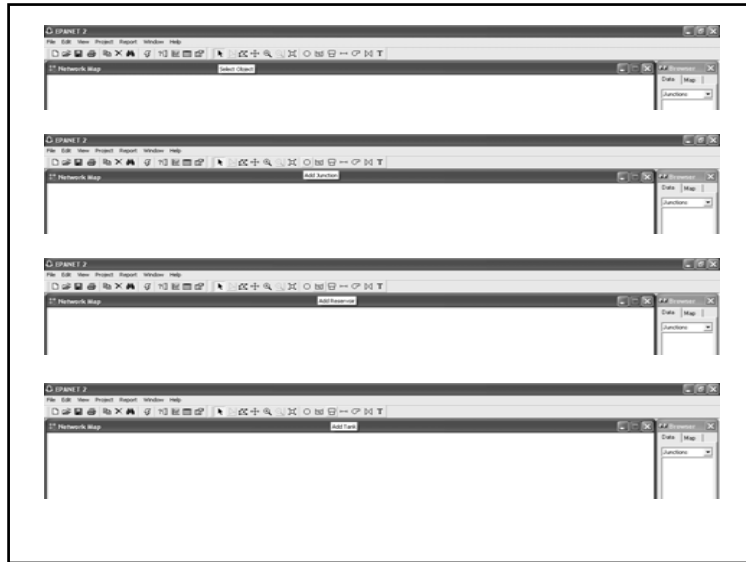 EPANET 2
File Edit View Project Report Window Help
T
Network Map Select Object Browser
Data Map
Junctions
EPANET 2
File Edit View Project Report Window Help
T
Network Map Add Junction Browser
Data Map
Junctions
EPANET 2
File Edit View Project Report Window Help
T
Network Map Add Reservoir Browser
Data Map
Junctions
EPANET 2
File Edit View Project Report Window Help
T
Network Map Add Tank Browser
Data Map
Junctions